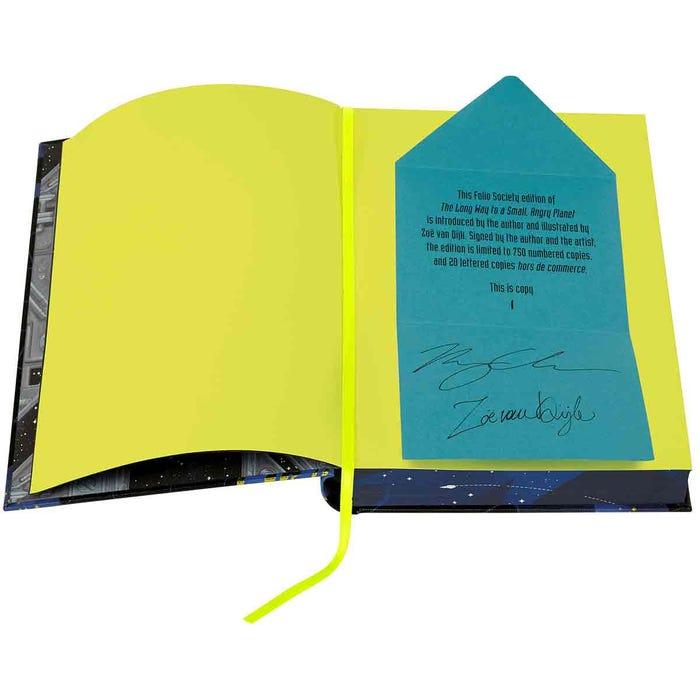 This Folio Society edition of
The Long Way to a Small, Angry Planet
is introduced by the author and illustrated by
Zoë van Dijk. Signed by the author and the artist,
the edition is limited to 750 numbered copies,
and 20 lettered copies hors de commerce.
This is copy
1
Zoë van Dijk